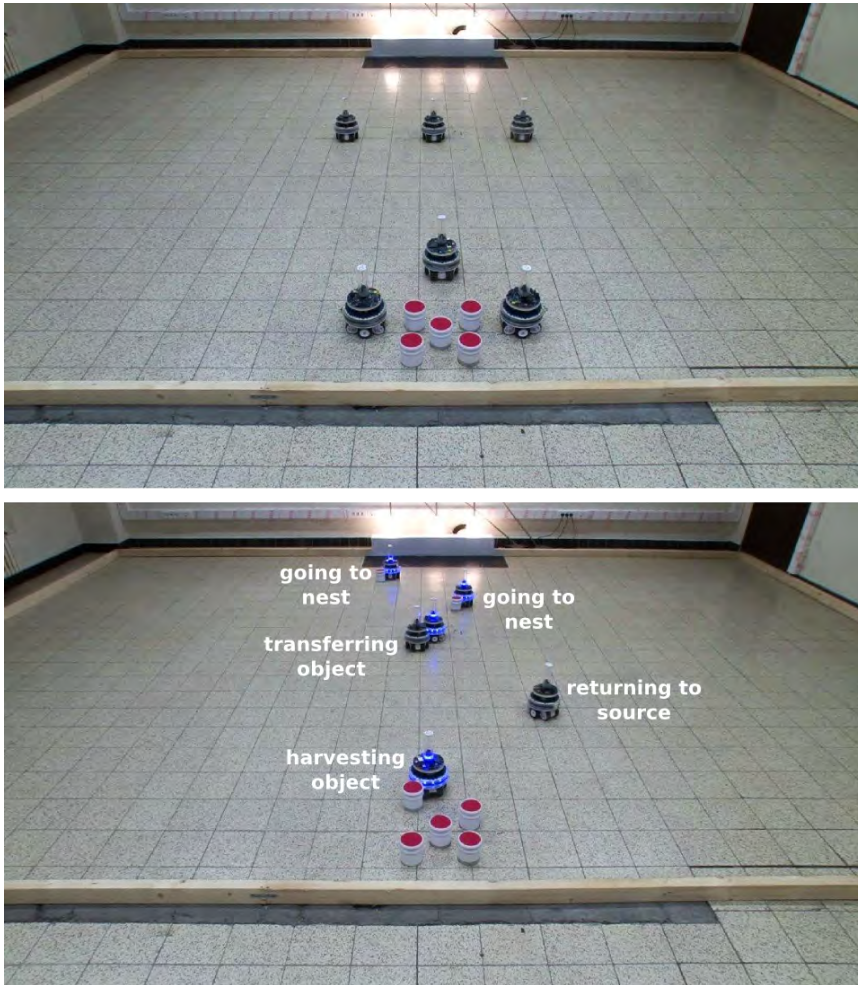 going to
nest
going to
nest
transferring
object
returning to
source
harvesting
object